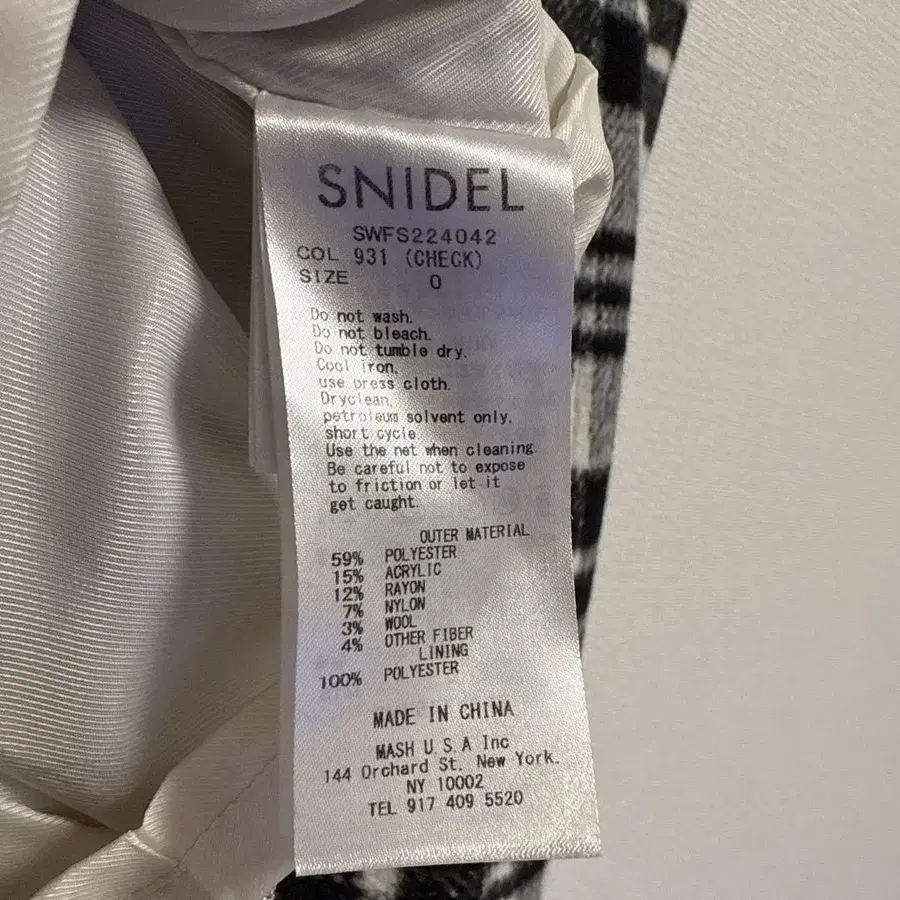 SNIDEL
SWFS224042
COL 931 (CHECK)
SIZE 0
Do not wash.
Do not bleach.
Do not tumble dry.
Cool iron.
use press cloth.
Dryclean.
petroleum solvent only.
short cycle.
Use the net when cleaning.
Be careful not to expose
to friction or let it
get caught.
OUTER MATERIAL
59% POLYESTER
15% ACRYLIC
12% RAYON
7% NYLON
3% WOOL
4% OTHER FIBER
LINING
100% POLYESTER
MADE IN CHINA
MASH U.S.A Inc
144 Orchard St. New York.
NY 10002
TEL 917 409 5520